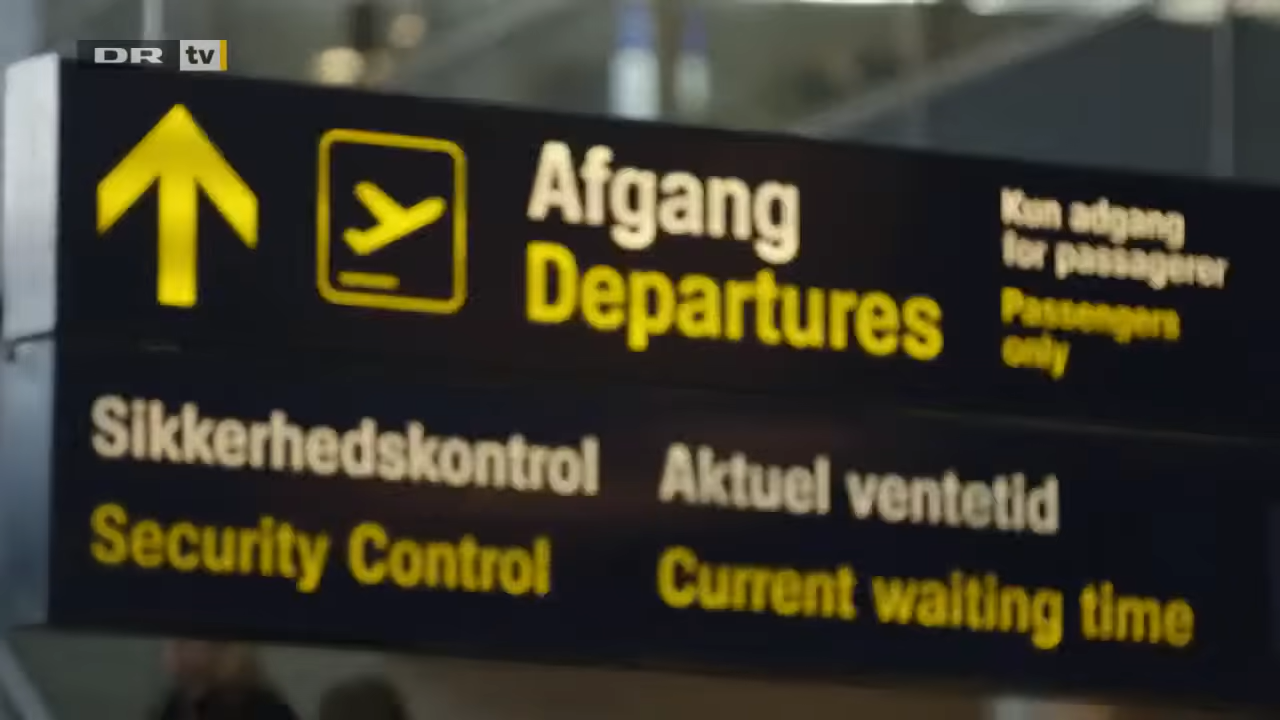 DR tv
Afgang
Departures
Kun adgang
for passagerer
Passengers
only
Sikkerhedskontrol
Security Control
Aktuel ventetid
Current waiting time